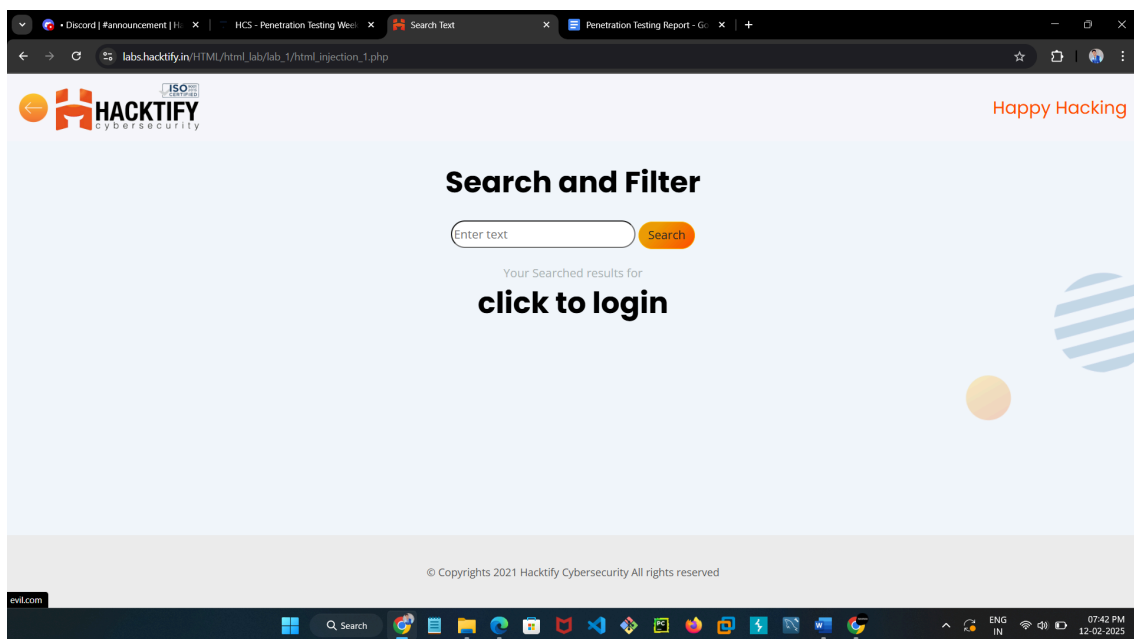 • Discord | #announcement | Ha
HCS - Penetration Testing Week
Search Text
Penetration Testing Report - Go
labs.hacktify.in/HTML/html_lab/lab_1/html_injection_1.php
ISO
CERTIFIED
HACKTIFY
cybersecurity
Happy Hacking
Search and Filter
Enter text
Search
Your Searched results for
click to login
© Copyrights 2021 Hacktify Cybersecurity All rights reserved
evil.com
Search
ENG
IN
07:42 PM
12-02-2025